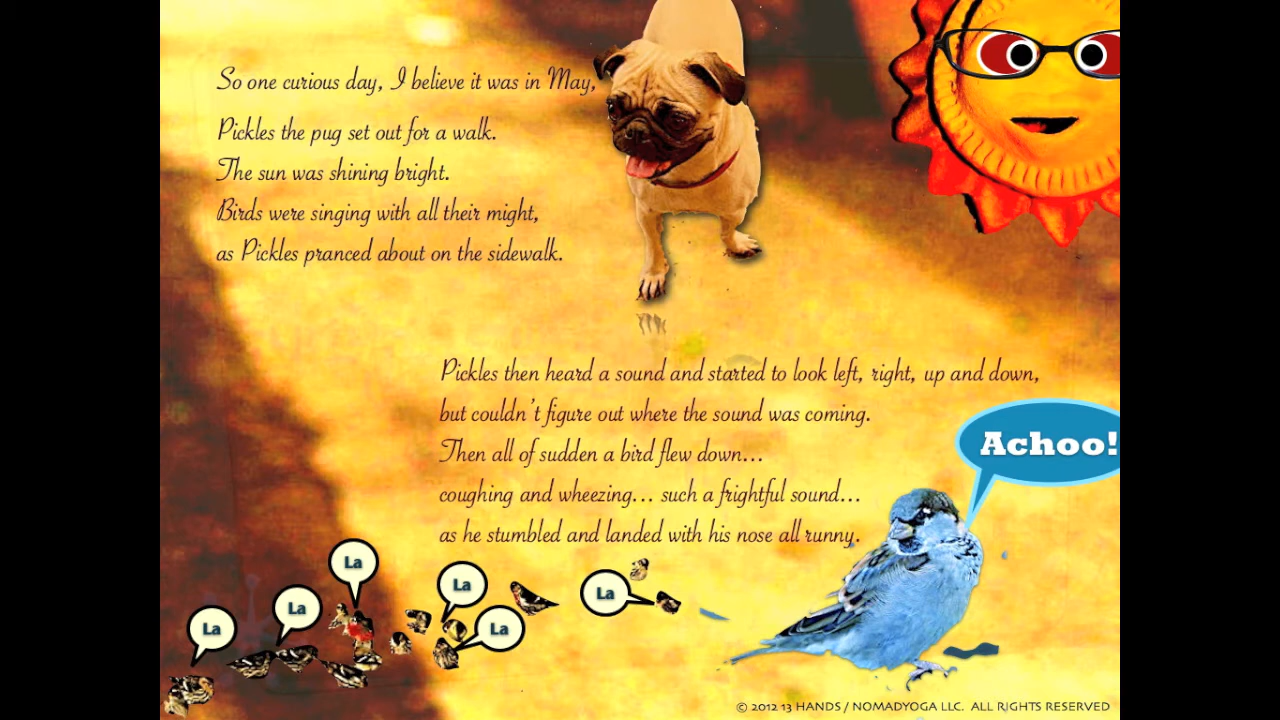 So one curious day, I believe it was in May,
Pickles the pug set out for a walk.
The sun was shining bright.
Birds were singing with all their might,
as Pickles pranced about on the sidewalk.
Pickles then heard a sound and started to look left, right, up and down,
but couldn't figure out where the sound was coming.
Then all of sudden a bird flew down...
coughing and wheezing... such a frightful sound...
as he stumbled and landed with his nose all runny.
Achoo!
La
La
La
La
La
La
© 2012 13 HANDS / NOMADYOGA LLC. ALL RIGHTS RESERVED